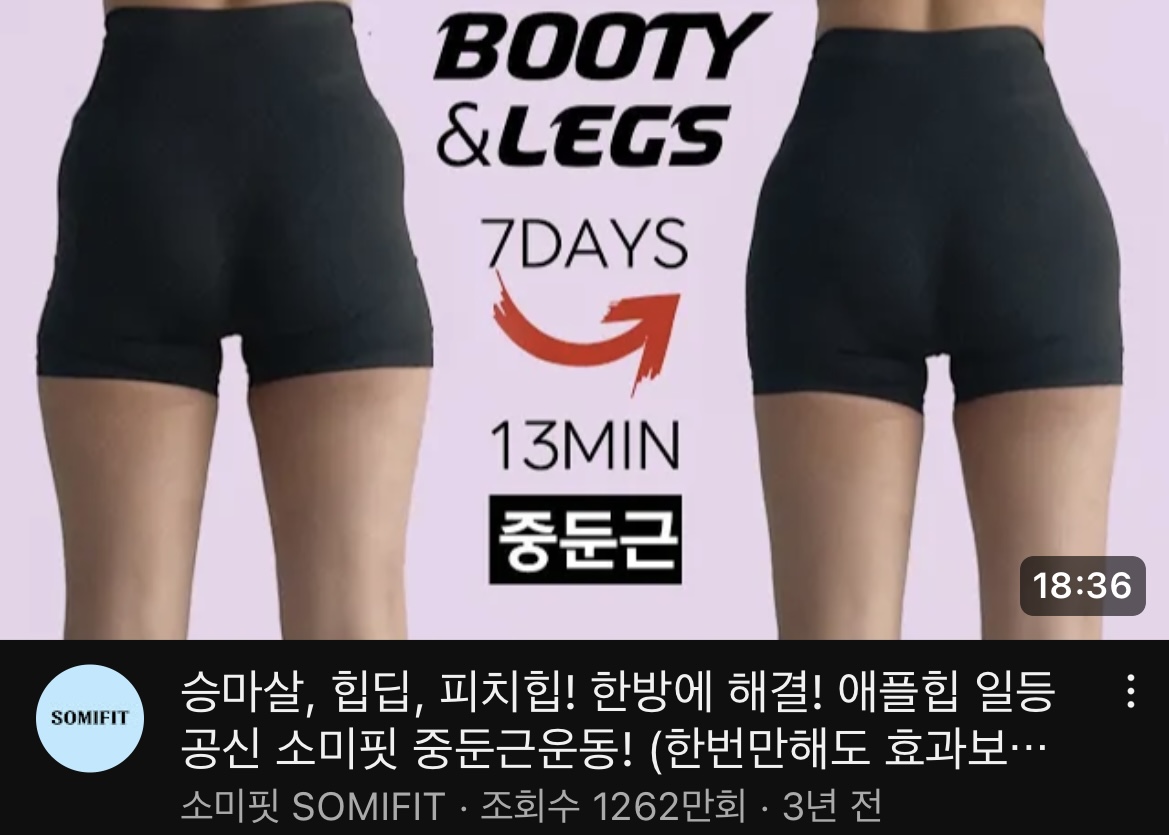 BOOTY
&LEGS
7DAYS
13MIN
중둔근
18:36
SOMIFIT
승마살, 힙딥, 피치힙! 한방에 해결! 애플힙 일등
공신 소미핏 중둔근운동! (한번만해도 효과보…
소미핏 SOMIFIT · 조회수 1262만회 · 3년 전